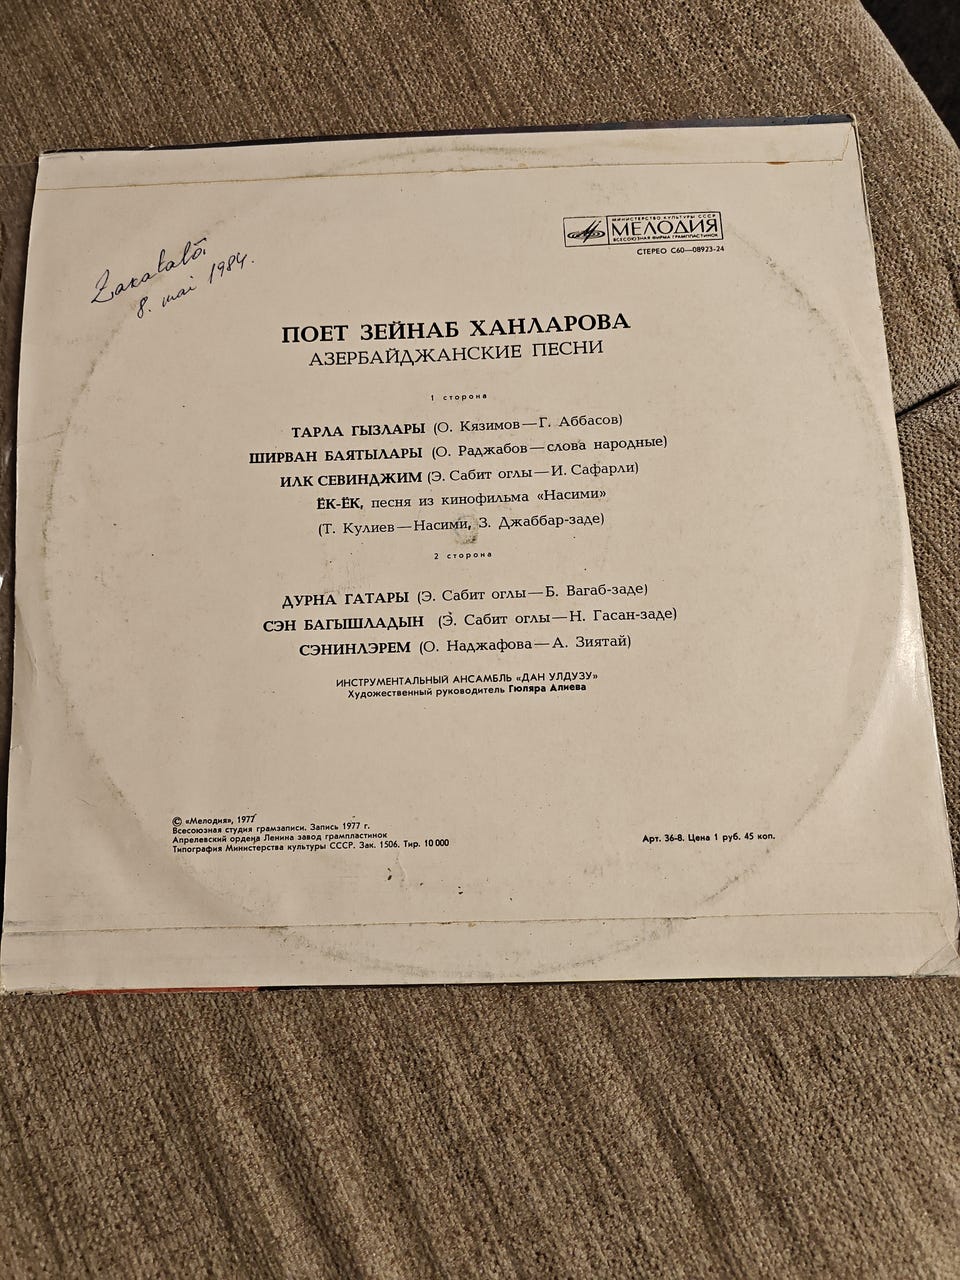 Zakatalõ
8. mai 1984.
МИНИСТЕРСТВО КУЛЬТУРЫ СССР
МЕЛОДИЯ
ВСЕСОЮЗНАЯ ФИРМА ГРАМПЛАСТИНОК
СТЕРЕО С60—08923-24
ПОЕТ ЗЕЙНАБ ХАНЛАРОВА
АЗЕРБАЙДЖАНСКИЕ ПЕСНИ
1 сторона
ТАРЛА ГЫЗЛАРЫ (О. Кязимов—Г. Аббасов)
ШИРВАН БАЯТЫЛАРЫ (О. Раджабов—слова народные)
ИЛК СЕВИНДЖИМ (Э. Сабит оглы—И. Сафарли)
ЁК-ЁК, песня из кинофильма «Насими»
(Т. Кулиев—Насими, З. Джаббар-заде)
2 сторона
ДУРНА ГАТАРЫ (Э. Сабит оглы—Б. Вагаб-заде)
СЭН БАГЫШЛАДЫН (Э. Сабит оглы—Н. Гасан-заде)
СЭНИНЛЭРЕМ (О. Наджафова—А. Зиятай)
ИНСТРУМЕНТАЛЬНЫЙ АНСАМБЛЬ «ДАН УЛДУЗУ»
Художественный руководитель Гюляра Алиева
© «Мелодия», 1977
Всесоюзная студия грамзаписи. Запись 1977 г.
Апрелевский ордена Ленина завод грампластинок
Типография Министерства культуры СССР. Зак. 1506. Тир. 10 000
Арт. 36-8. Цена 1 руб. 45 коп.